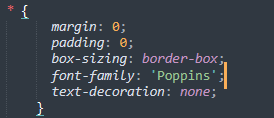 * {
margin: 0;
padding: 0;
box-sizing: border-box;
font-family: 'Poppins';
text-decoration: none;
}